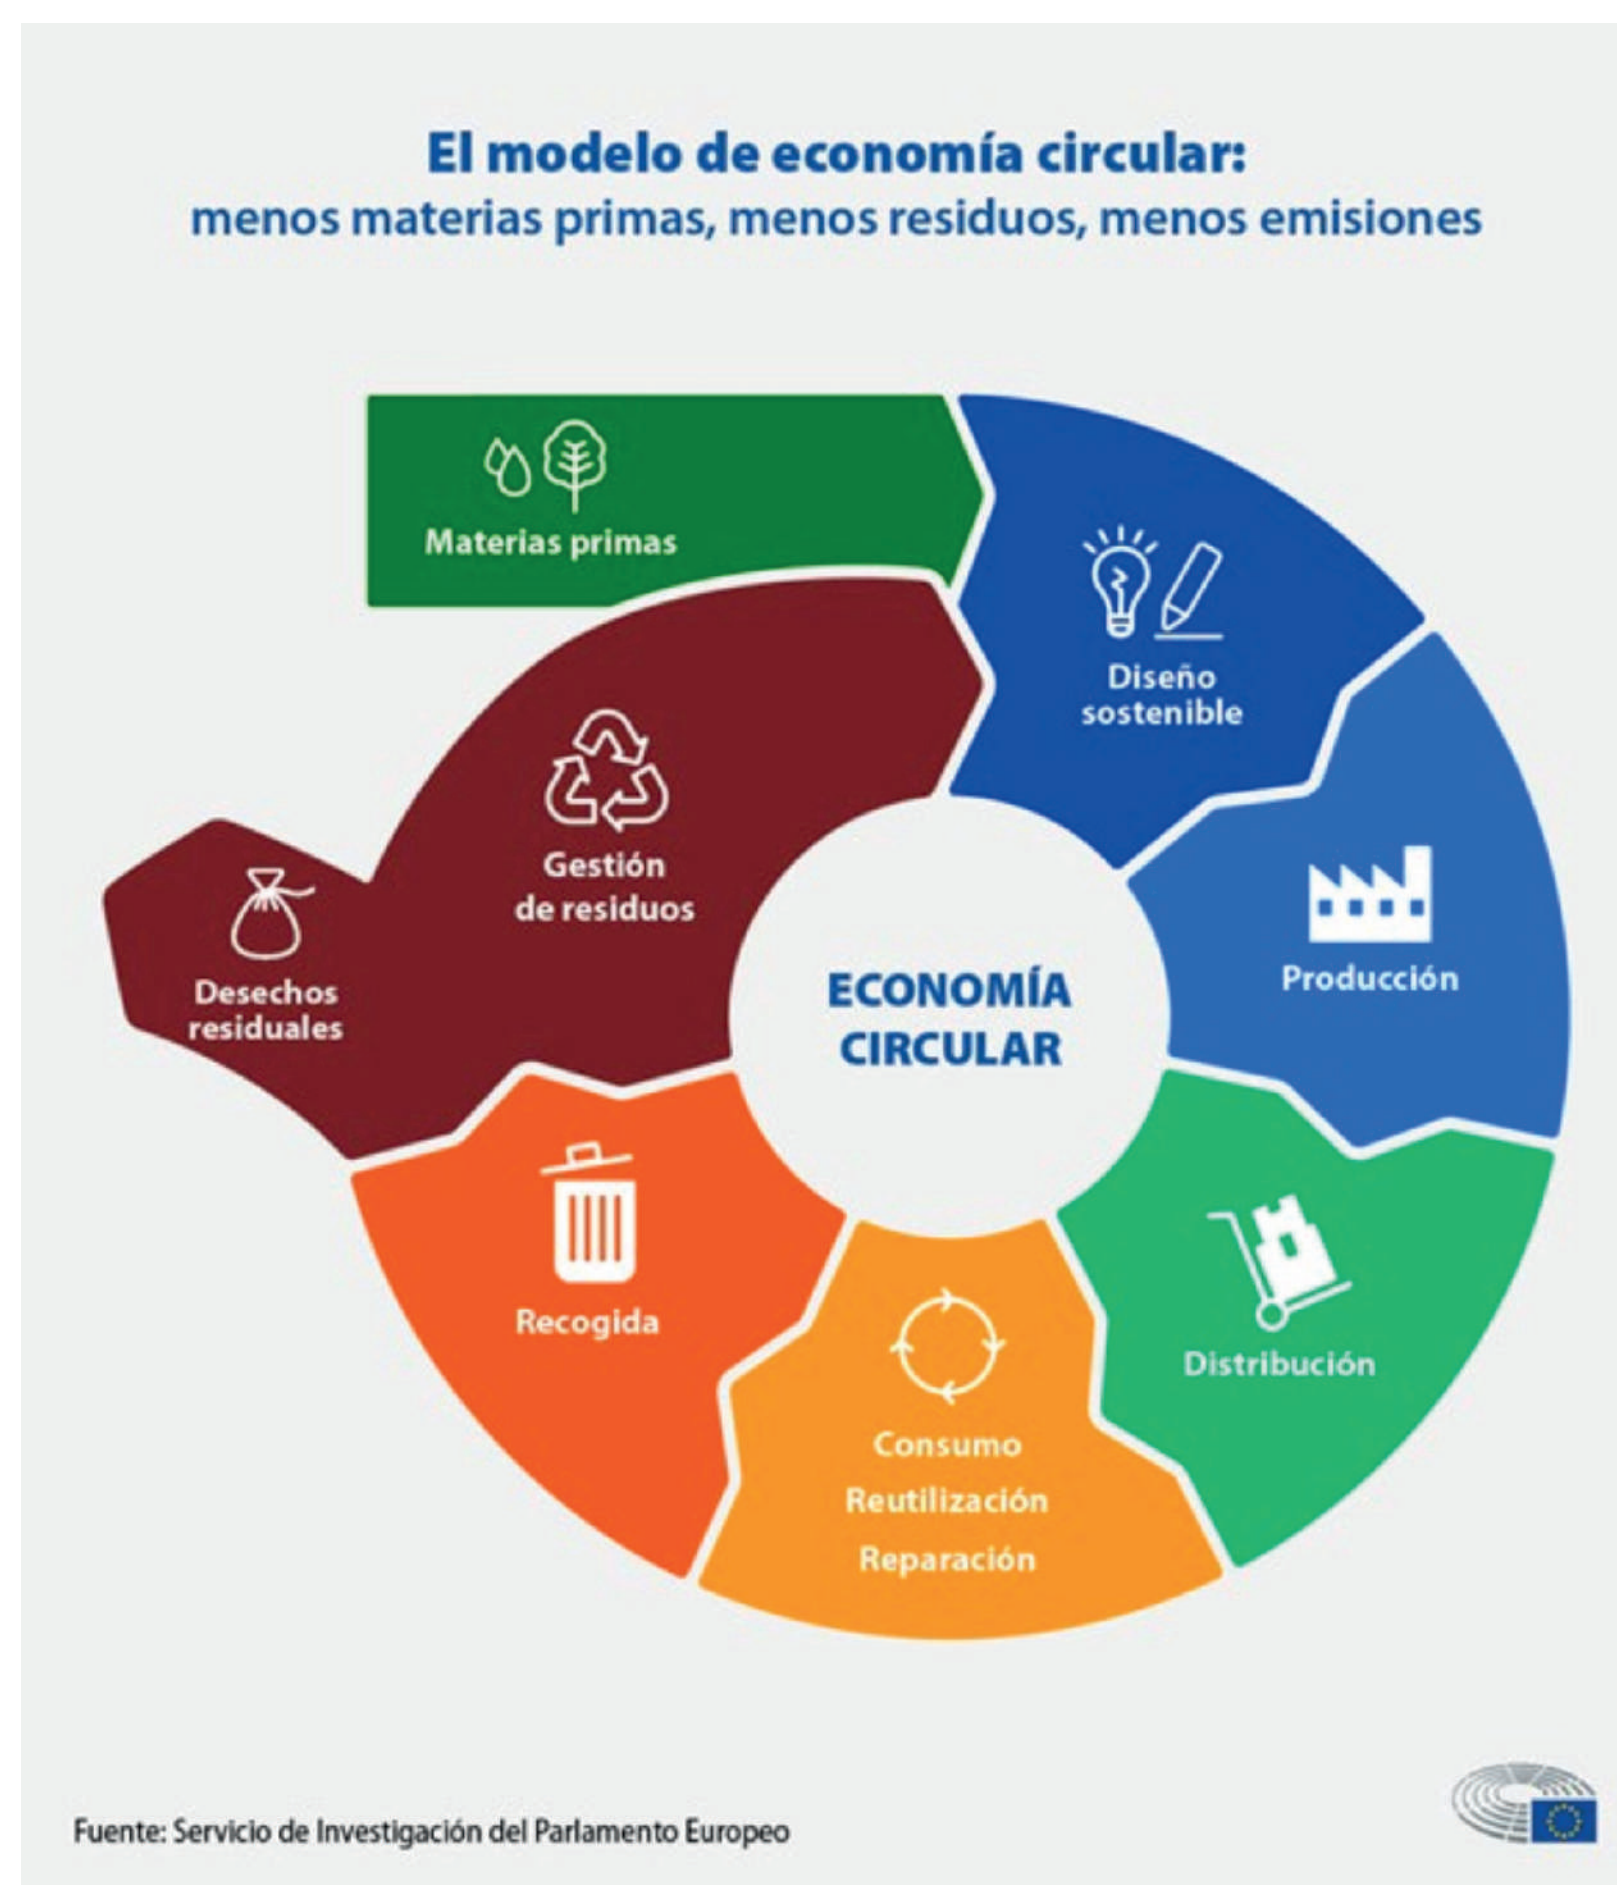 El modelo de economía circular:
menos materias primas, menos residuos, menos emisiones
Materias primas
Diseño
sostenible
Producción
Distribución
Consumo
Reutilización
Reparación
Recogida
Gestión
de residuos
Desechos
residuales
ECONOMÍA
CIRCULAR
Fuente: Servicio de Investigación del Parlamento Europeo